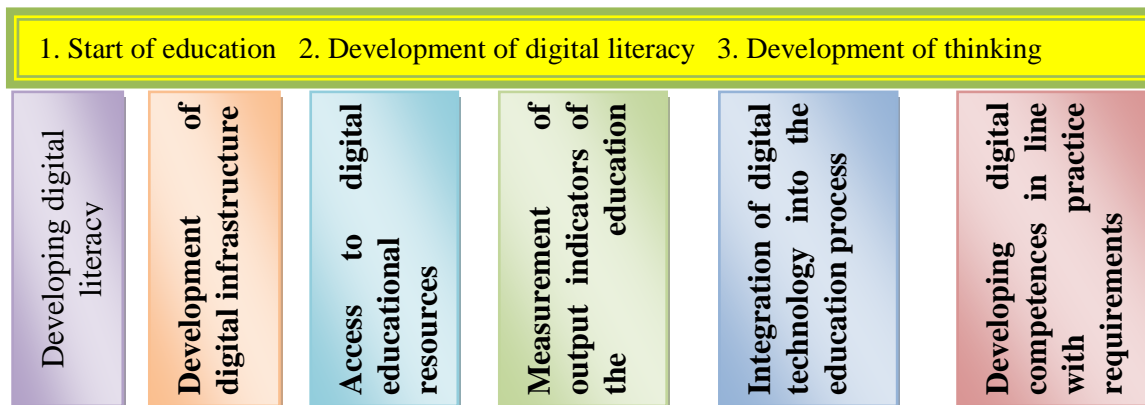 1. Start of education 2. Development of digital literacy 3. Development of thinking
Developing digital
literacy
Development of
digital infrastructure
Access to digital
educational
resources
Measurement of
output indicators of
the education
Integration of digital
technology into the
education process
Developing digital
competences in line
with practice
requirements